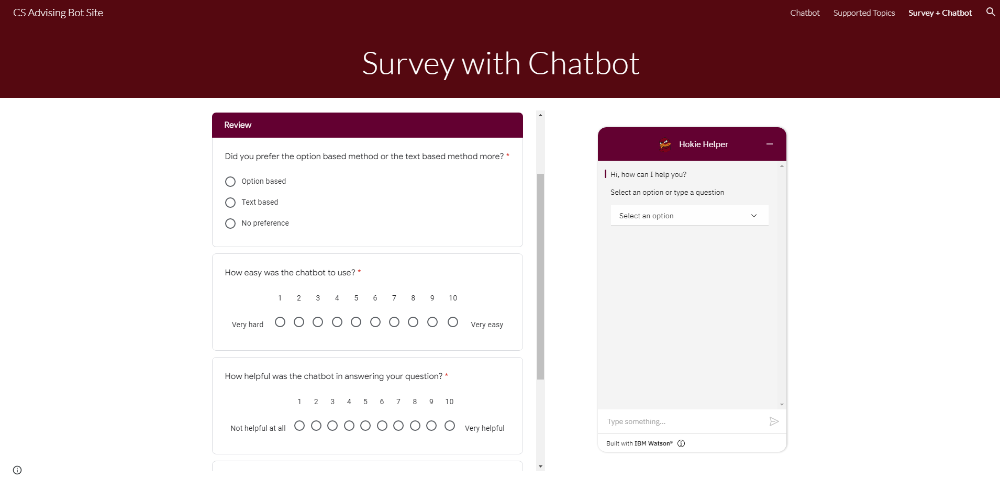 CS Advising Bot Site
Chatbot
Supported Topics
Survey + Chatbot
Survey with Chatbot
Review
Did you prefer the option based method or the text based method more? *
Option based
Text based
No preference
How easy was the chatbot to use? *
1 2 3 4 5 6 7 8 9 10
Very hard
Very easy
How helpful was the chatbot in answering your question? *
1 2 3 4 5 6 7 8 9 10
Not helpful at all
Very helpful
Hokie Helper
Hi, how can I help you?
Select an option or type a question
Select an option
Type something...
Built with IBM Watson®